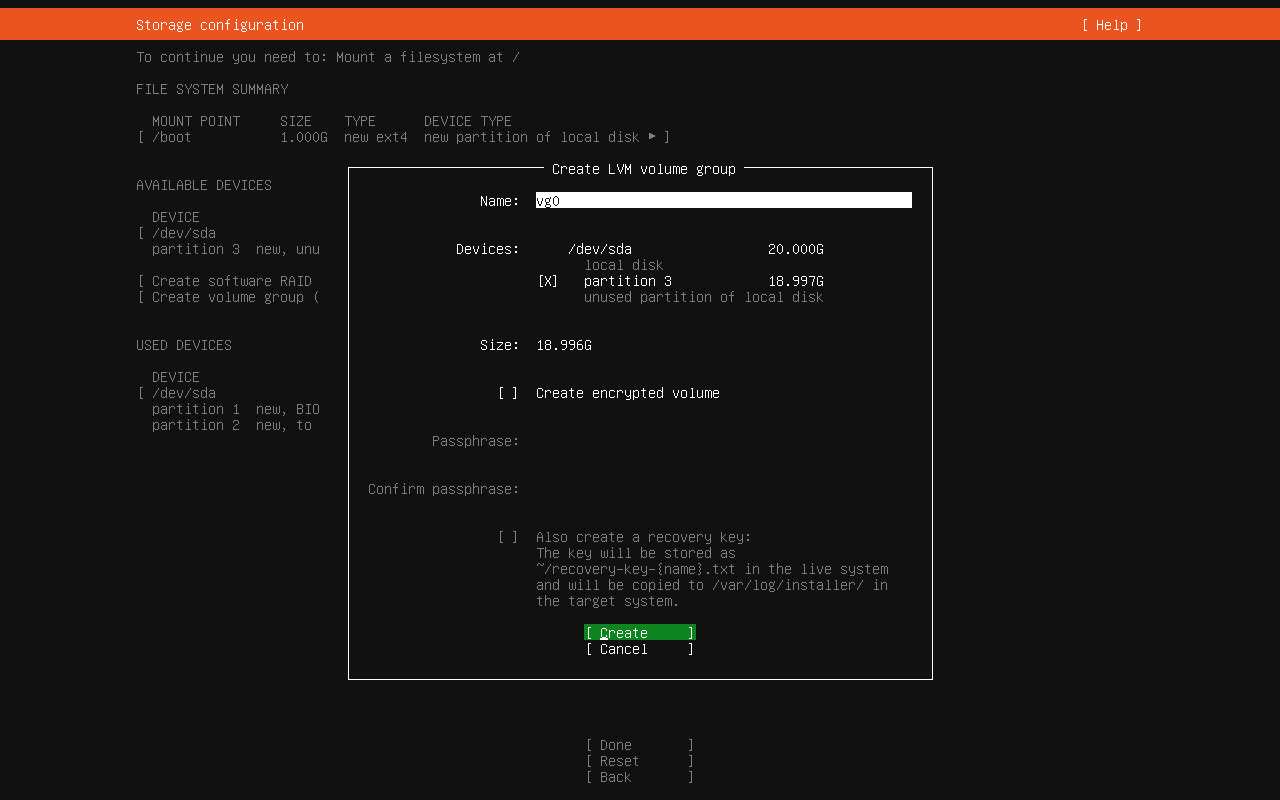 Storage configuration [ Help ]
To continue you need to: Mount a filesystem at /
FILE SYSTEM SUMMARY
MOUNT POINT SIZE TYPE DEVICE TYPE
[ /boot 1.000G new ext4 new partition of local disk ▸ ]
Create LVM volume group
AVAILABLE DEVICES
Name: vg0
DEVICE
[ /dev/sda
Devices: /dev/sda 20.000G
partition 3 new, unu
local disk
[ Create software RAID
[X] partition 3 18.997G
[ Create volume group (
unused partition of local disk
USED DEVICES
Size: 18.996G
DEVICE
[ /dev/sda
[ ] Create encrypted volume
partition 1 new, BIO
partition 2 new, to
Passphrase:
Confirm passphrase:
[ ] Also create a recovery key:
The key will be stored as
~/recovery-key-{name}.txt in the live system
and will be copied to /var/log/installer/ in
the target system.
[ Create ]
[ Cancel ]
[ Done ]
[ Reset ]
[ Back ]